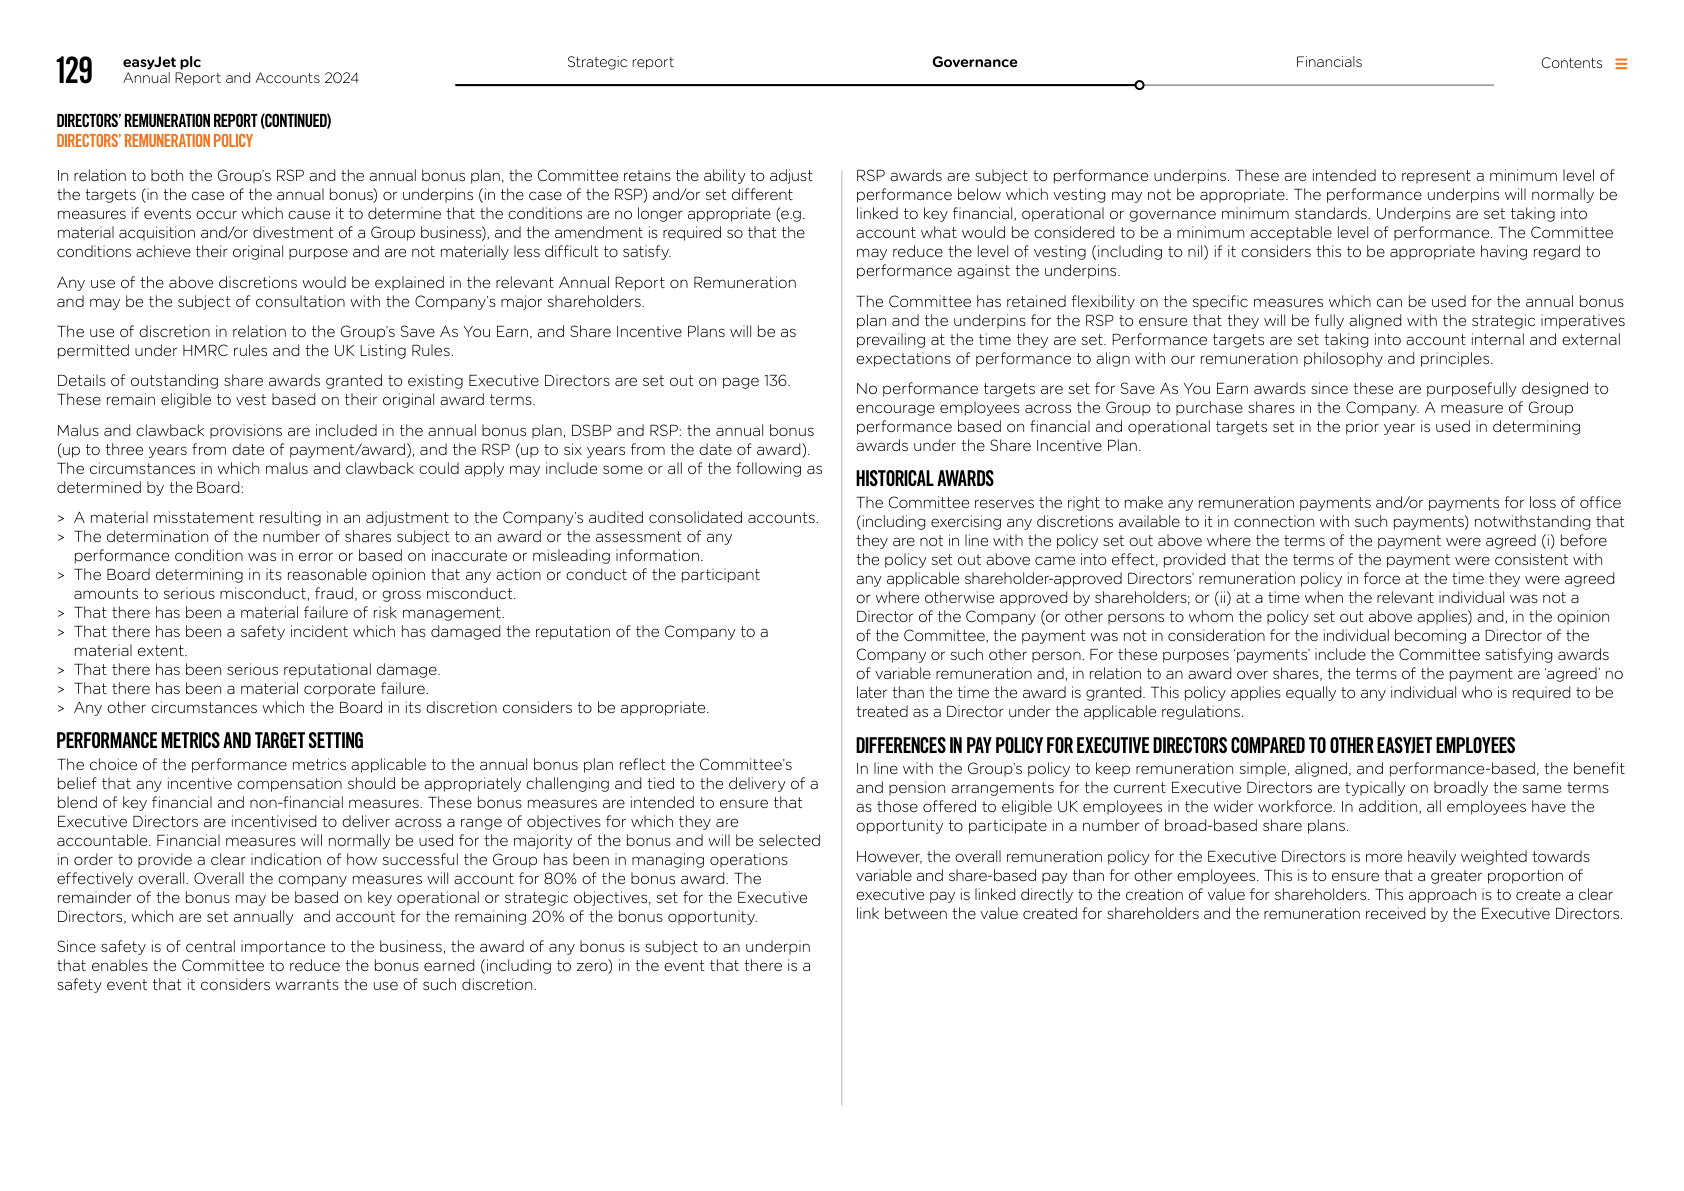 129
easyJet plc
Annual Report and Accounts 2024
Strategic report
Governance
Financials
Contents
DIRECTORS’ REMUNERATION REPORT (CONTINUED)
DIRECTORS’ REMUNERATION POLICY
In relation to both the Group’s RSP and the annual bonus plan, the Committee retains the ability to adjust
the targets (in the case of the annual bonus) or underpins (in the case of the RSP) and/or set different
measures if events occur which cause it to determine that the conditions are no longer appropriate (e.g.
material acquisition and/or divestment of a Group business), and the amendment is required so that the
conditions achieve their original purpose and are not materially less difficult to satisfy.
Any use of the above discretions would be explained in the relevant Annual Report on Remuneration
and may be the subject of consultation with the Company’s major shareholders.
The use of discretion in relation to the Group’s Save As You Earn, and Share Incentive Plans will be as
permitted under HMRC rules and the UK Listing Rules.
Details of outstanding share awards granted to existing Executive Directors are set out on page 136.
These remain eligible to vest based on their original award terms.
Malus and clawback provisions are included in the annual bonus plan, DSBP and RSP: the annual bonus
(up to three years from date of payment/award), and the RSP (up to six years from the date of award).
The circumstances in which malus and clawback could apply may include some or all of the following as
determined by the Board:
> A material misstatement resulting in an adjustment to the Company’s audited consolidated accounts.
> The determination of the number of shares subject to an award or the assessment of any
performance condition was in error or based on inaccurate or misleading information.
> The Board determining in its reasonable opinion that any action or conduct of the participant
amounts to serious misconduct, fraud, or gross misconduct.
> That there has been a material failure of risk management.
> That there has been a safety incident which has damaged the reputation of the Company to a
material extent.
> That there has been serious reputational damage.
> That there has been a material corporate failure.
> Any other circumstances which the Board in its discretion considers to be appropriate.
PERFORMANCE METRICS AND TARGET SETTING
The choice of the performance metrics applicable to the annual bonus plan reflect the Committee’s
belief that any incentive compensation should be appropriately challenging and tied to the delivery of a
blend of key financial and non-financial measures. These bonus measures are intended to ensure that
Executive Directors are incentivised to deliver across a range of objectives for which they are
accountable. Financial measures will normally be used for the majority of the bonus and will be selected
in order to provide a clear indication of how successful the Group has been in managing operations
effectively overall. Overall the company measures will account for 80% of the bonus award. The
remainder of the bonus may be based on key operational or strategic objectives, set for the Executive
Directors, which are set annually and account for the remaining 20% of the bonus opportunity.
Since safety is of central importance to the business, the award of any bonus is subject to an underpin
that enables the Committee to reduce the bonus earned (including to zero) in the event that there is a
safety event that it considers warrants the use of such discretion.
RSP awards are subject to performance underpins. These are intended to represent a minimum level of
performance below which vesting may not be appropriate. The performance underpins will normally be
linked to key financial, operational or governance minimum standards. Underpins are set taking into
account what would be considered to be a minimum acceptable level of performance. The Committee
may reduce the level of vesting (including to nil) if it considers this to be appropriate having regard to
performance against the underpins.
The Committee has retained flexibility on the specific measures which can be used for the annual bonus
plan and the underpins for the RSP to ensure that they will be fully aligned with the strategic imperatives
prevailing at the time they are set. Performance targets are set taking into account internal and external
expectations of performance to align with our remuneration philosophy and principles.
No performance targets are set for Save As You Earn awards since these are purposefully designed to
encourage employees across the Group to purchase shares in the Company. A measure of Group
performance based on financial and operational targets set in the prior year is used in determining
awards under the Share Incentive Plan.
HISTORICAL AWARDS
The Committee reserves the right to make any remuneration payments and/or payments for loss of office
(including exercising any discretions available to it in connection with such payments) notwithstanding that
they are not in line with the policy set out above where the terms of the payment were agreed (i) before
the policy set out above came into effect, provided that the terms of the payment were consistent with
any applicable shareholder-approved Directors’ remuneration policy in force at the time they were agreed
or where otherwise approved by shareholders; or (ii) at a time when the relevant individual was not a
Director of the Company (or other persons to whom the policy set out above applies) and, in the opinion
of the Committee, the payment was not in consideration for the individual becoming a Director of the
Company or such other person. For these purposes ‘payments’ include the Committee satisfying awards
of variable remuneration and, in relation to an award over shares, the terms of the payment are ‘agreed’ no
later than the time the award is granted. This policy applies equally to any individual who is required to be
treated as a Director under the applicable regulations.
DIFFERENCES IN PAY POLICY FOR EXECUTIVE DIRECTORS COMPARED TO OTHER EASYJET EMPLOYEES
In line with the Group’s policy to keep remuneration simple, aligned, and performance-based, the benefit
and pension arrangements for the current Executive Directors are typically on broadly the same terms
as those offered to eligible UK employees in the wider workforce. In addition, all employees have the
opportunity to participate in a number of broad-based share plans.
However, the overall remuneration policy for the Executive Directors is more heavily weighted towards
variable and share-based pay than for other employees. This is to ensure that a greater proportion of
executive pay is linked directly to the creation of value for shareholders. This approach is to create a clear
link between the value created for shareholders and the remuneration received by the Executive Directors.